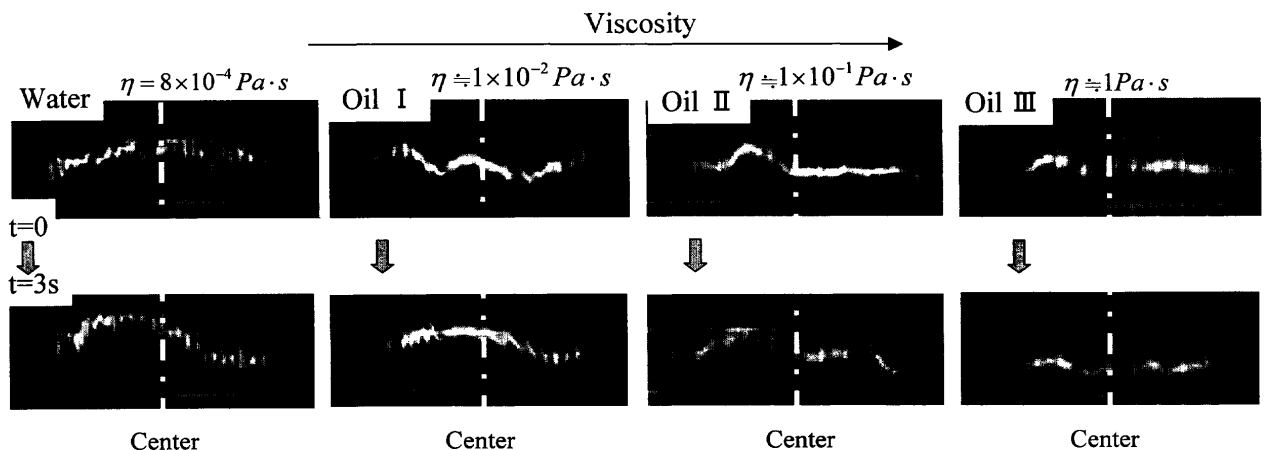 Viscosity
Water
η = 8×10⁻⁴ Pa·s
Oil Ⅰ
η ≒ 1×10⁻² Pa·s
Oil Ⅱ
η ≒ 1×10⁻¹ Pa·s
Oil Ⅲ
η ≒ 1Pa·s
t=0
t=3s
Center
Center
Center
Center